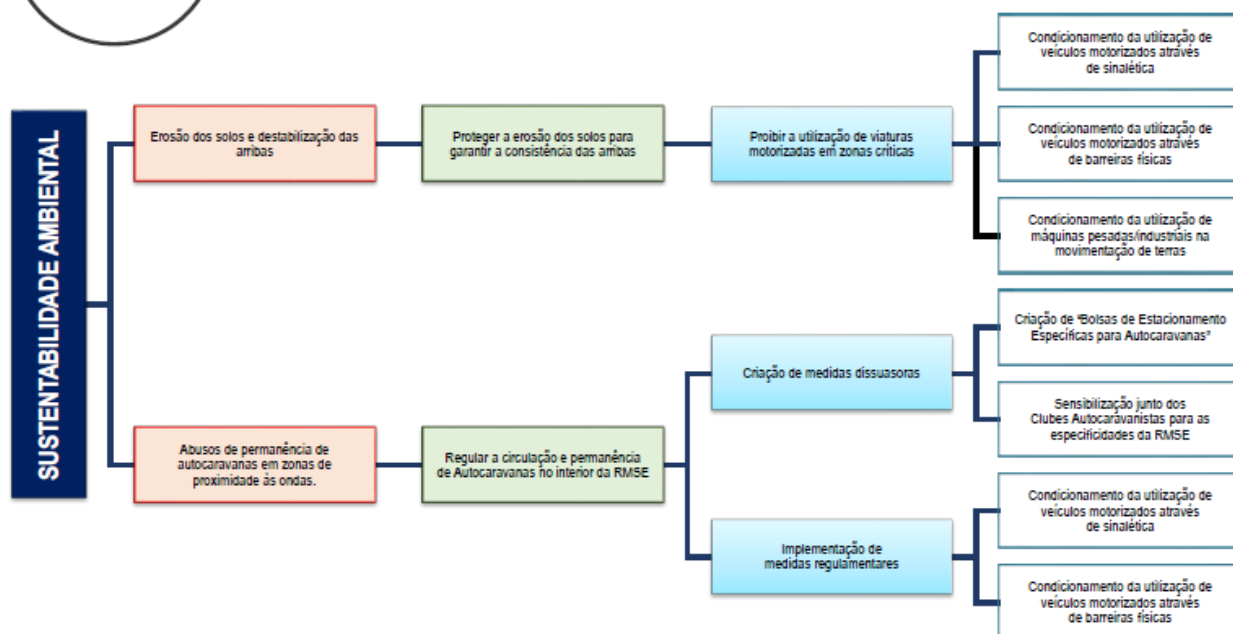 SUSTENTABILIDADE AMBIENTAL
Erosão dos solos e destabilização das
arribas
Proteger a erosão dos solos para
garantir a consistência das arribas
Proibir a utilização de viaturas
motorizadas em zonas críticas
Condicionamento da utilização de
veículos motorizados através
de sinalética
Condicionamento da utilização de
veículos motorizados através
de barreiras físicas
Condicionamento da utilização de
máquinas pesadas/industriais na
movimentação de terras
Abusos de permanência de
autocaravanas em zonas de
proximidade às ondas.
Regular a circulação e permanência
de Autocaravanas no interior da RMSE
Criação de medidas dissuasoras
Criação de "Bolsas de Estacionamento
Específicas para Autocaravanas"
Sensibilização junto dos
Clubes Autocaravanistas para as
especificidades da RMSE
Implementação de
medidas regulamentares
Condicionamento da utilização de
veículos motorizados através
de sinalética
Condicionamento da utilização de
veículos motorizados através
de barreiras físicas